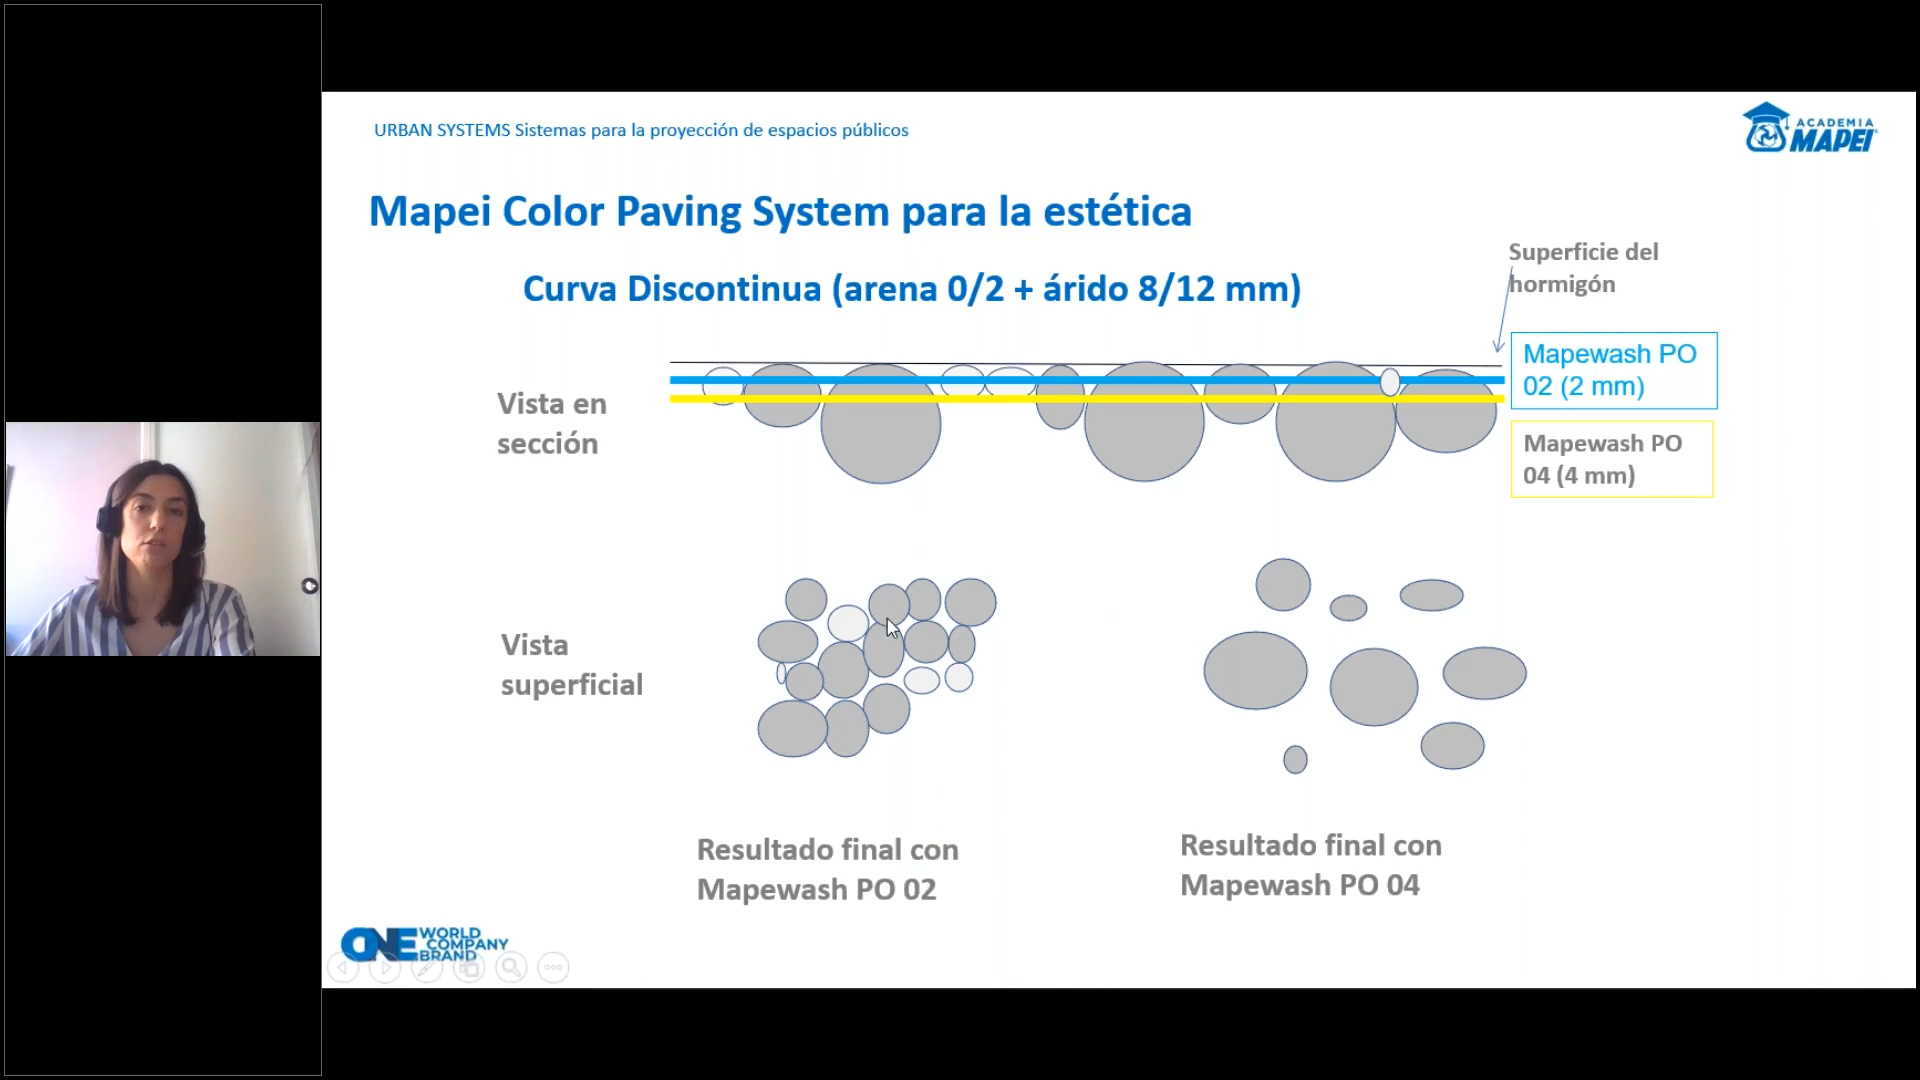 URBAN SYSTEMS Sistemas para la proyección de espacios públicos
ACADEMIA
MAPEI
Mapei Color Paving System para la estética
Curva Discontinua (arena 0/2 + árido 8/12 mm)
Superficie del
hormigón
Mapewash PO
02 (2 mm)
Vista en
sección
Mapewash PO
04 (4 mm)
Vista
superficial
Resultado final con
Mapewash PO 02
Resultado final con
Mapewash PO 04
ONE WORLD
COMPANY
BRAND